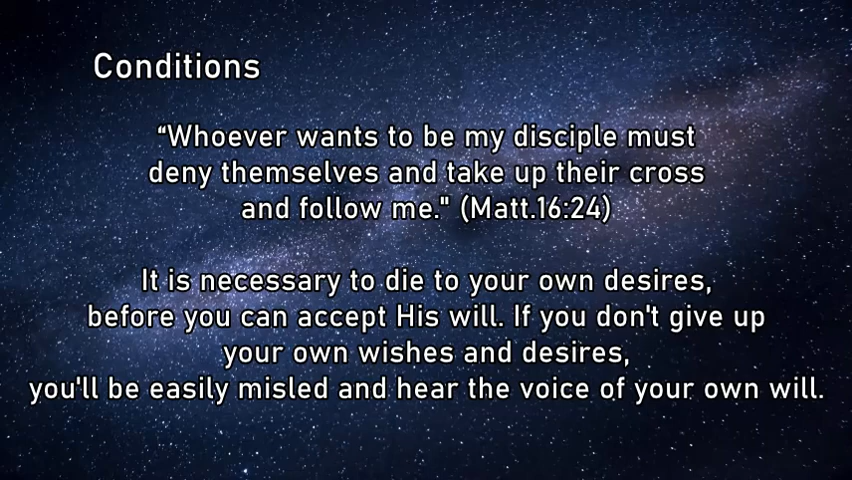 Conditions
“Whoever wants to be my disciple must
deny themselves and take up their cross
and follow me." (Matt.16:24)
It is necessary to die to your own desires,
before you can accept His will. If you don't give up
your own wishes and desires,
you'll be easily misled and hear the voice of your own will.